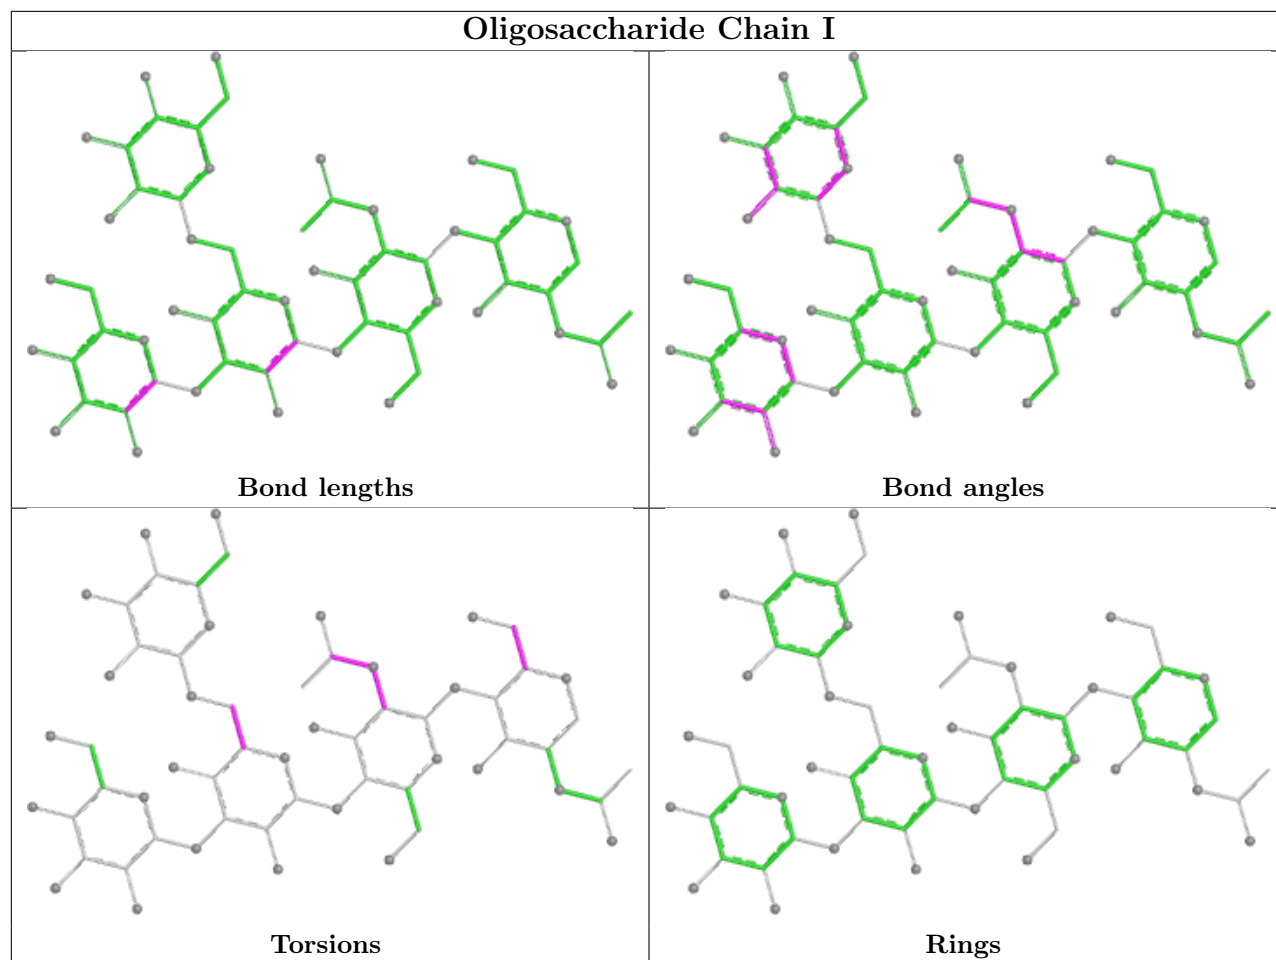 Oligosaccharide Chain I
Bond lengths
Bond angles
Torsions
Rings